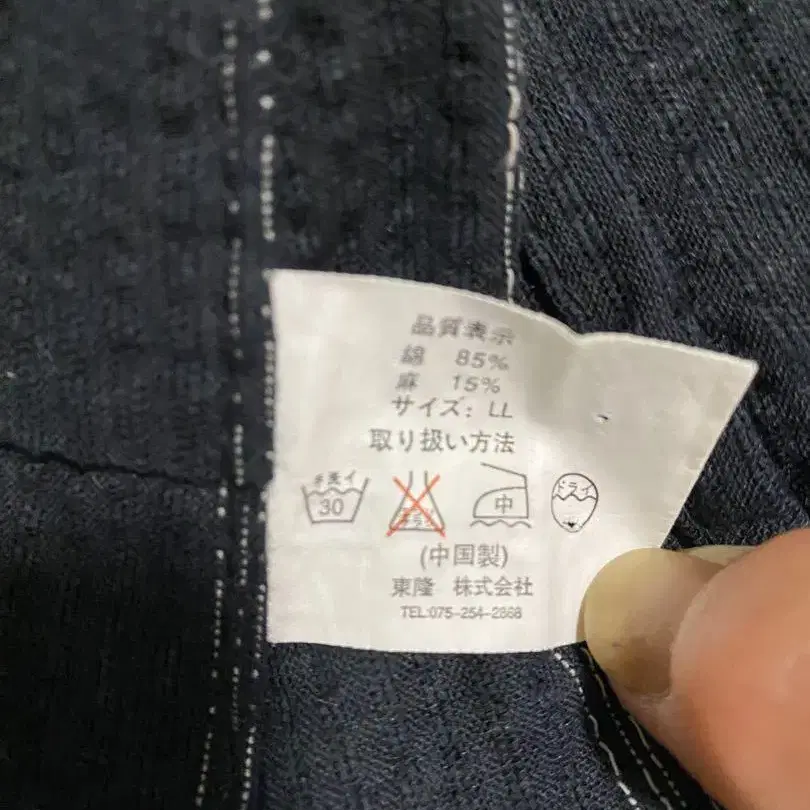 品質表示
綿 85%
麻 15%
サイズ: LL
取り扱い方法
手洗イ 30 中 ドライ
(中国製)
東隆 株式会社
TEL:075-254-2868